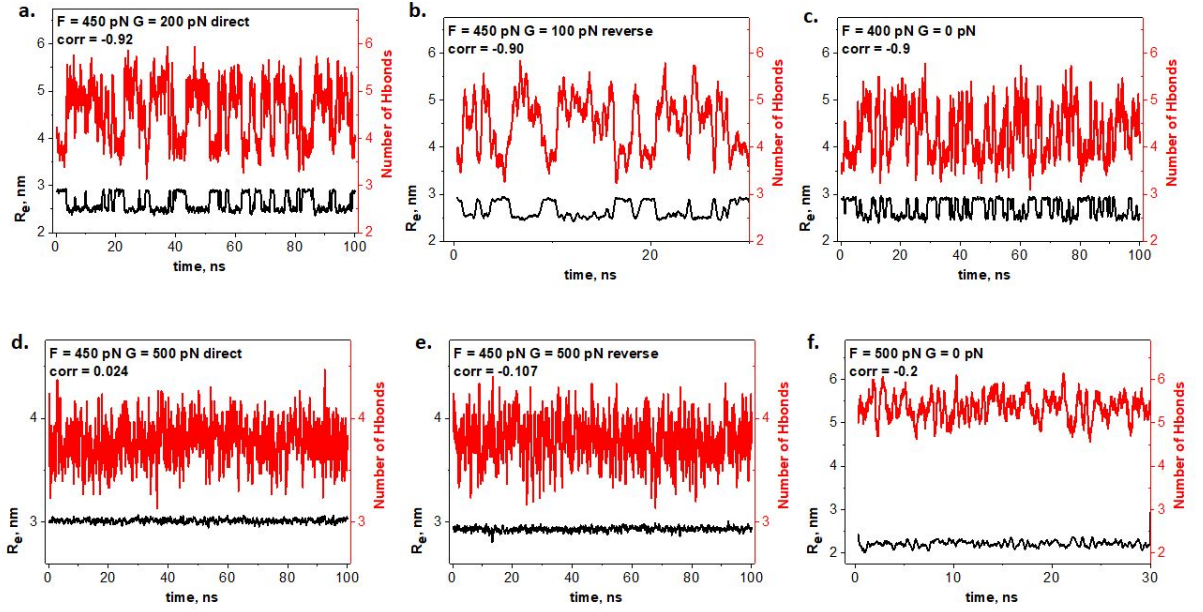 a.
F = 450 pN G = 200 pN direct
corr = -0.92
6
5
4
3
2
Re, nm
0
20
40
60
80
100
time, ns
6
5
4
3
2
Number of Hbonds
b.
F = 450 pN G = 100 pN reverse
corr = -0.90
6
5
4
3
2
Re, nm
0
20
time, ns
6
5
4
3
2
Number of Hbonds
c.
F = 400 pN G = 0 pN
corr = -0.9
6
5
4
3
2
Re, nm
0
20
40
60
80
100
time, ns
6
5
4
3
2
Number of Hbonds
d.
F = 450 pN G = 500 pN direct
corr = 0.024
4
3
Re, nm
0
20
40
60
80
100
time, ns
4
3
Number of Hbonds
e.
F = 450 pN G = 500 pN reverse
corr = -0.107
4
3
Re, nm
0
20
40
60
80
100
time, ns
4
3
Number of Hbonds
f.
F = 500 pN G = 0 pN
corr = -0.2
6
5
4
3
2
Re, nm
0
10
20
30
time, ns
6
5
4
3
2
Number of Hbonds